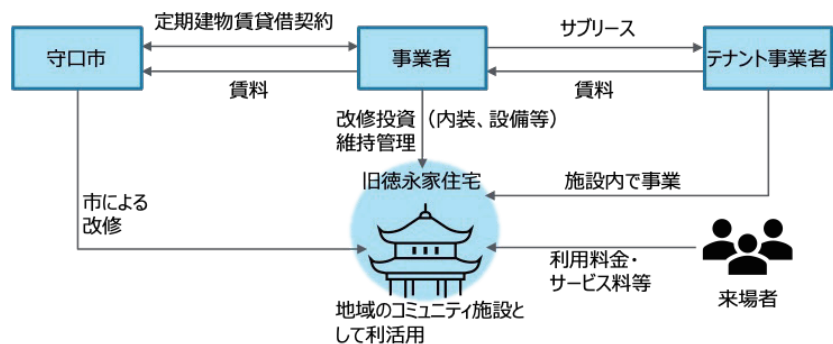 定期建物賃貸借契約
サブリース
守口市
事業者
テナント事業者
賃料
賃料
改修投資（内装、設備等）
維持管理
旧徳永家住宅
施設内で事業
市による
改修
利用料金・
サービス料等
来場者
地域のコミュニティ施設と
して利活用